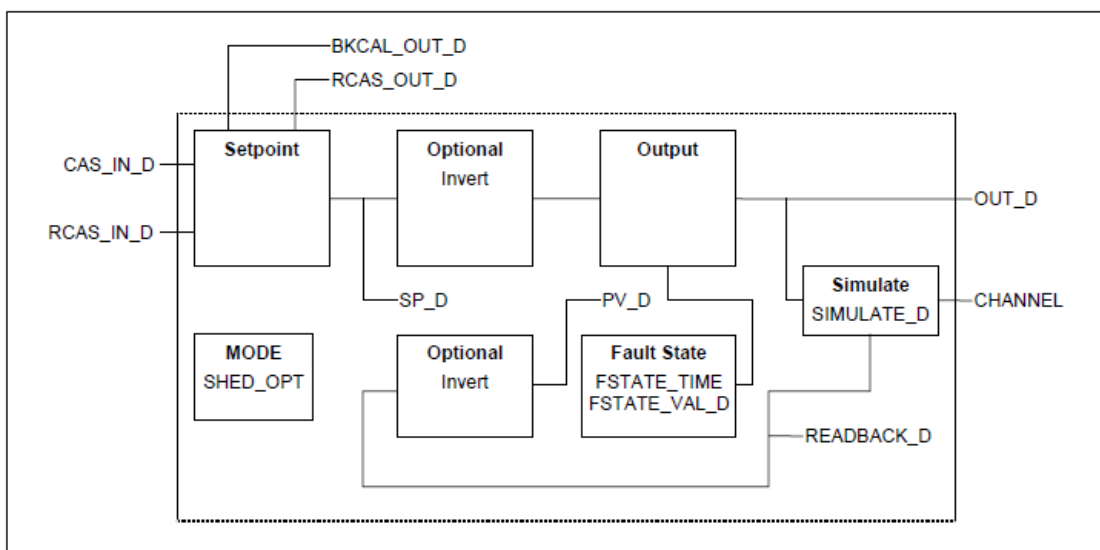 BKCAL_OUT_D
RCAS_OUT_D
Setpoint
Optional
Invert
Output
CAS_IN_D
RCAS_IN_D
OUT_D
Simulate
SIMULATE_D
CHANNEL
SP_D
PV_D
MODE
SHED_OPT
Optional
Invert
Fault State
FSTATE_TIME
FSTATE_VAL_D
READBACK_D